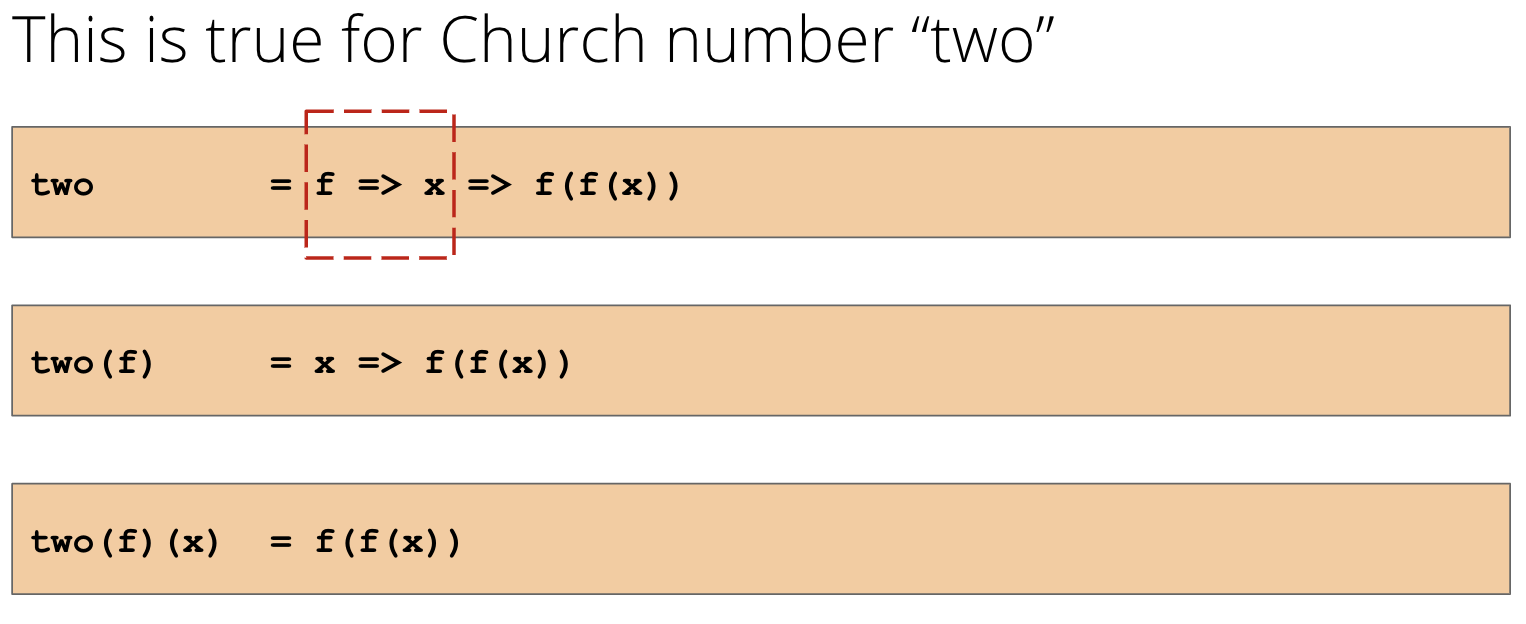 This is true for Church number “two”
two = f => x => f(f(x))
two(f) = x => f(f(x))
two(f)(x) = f(f(x))